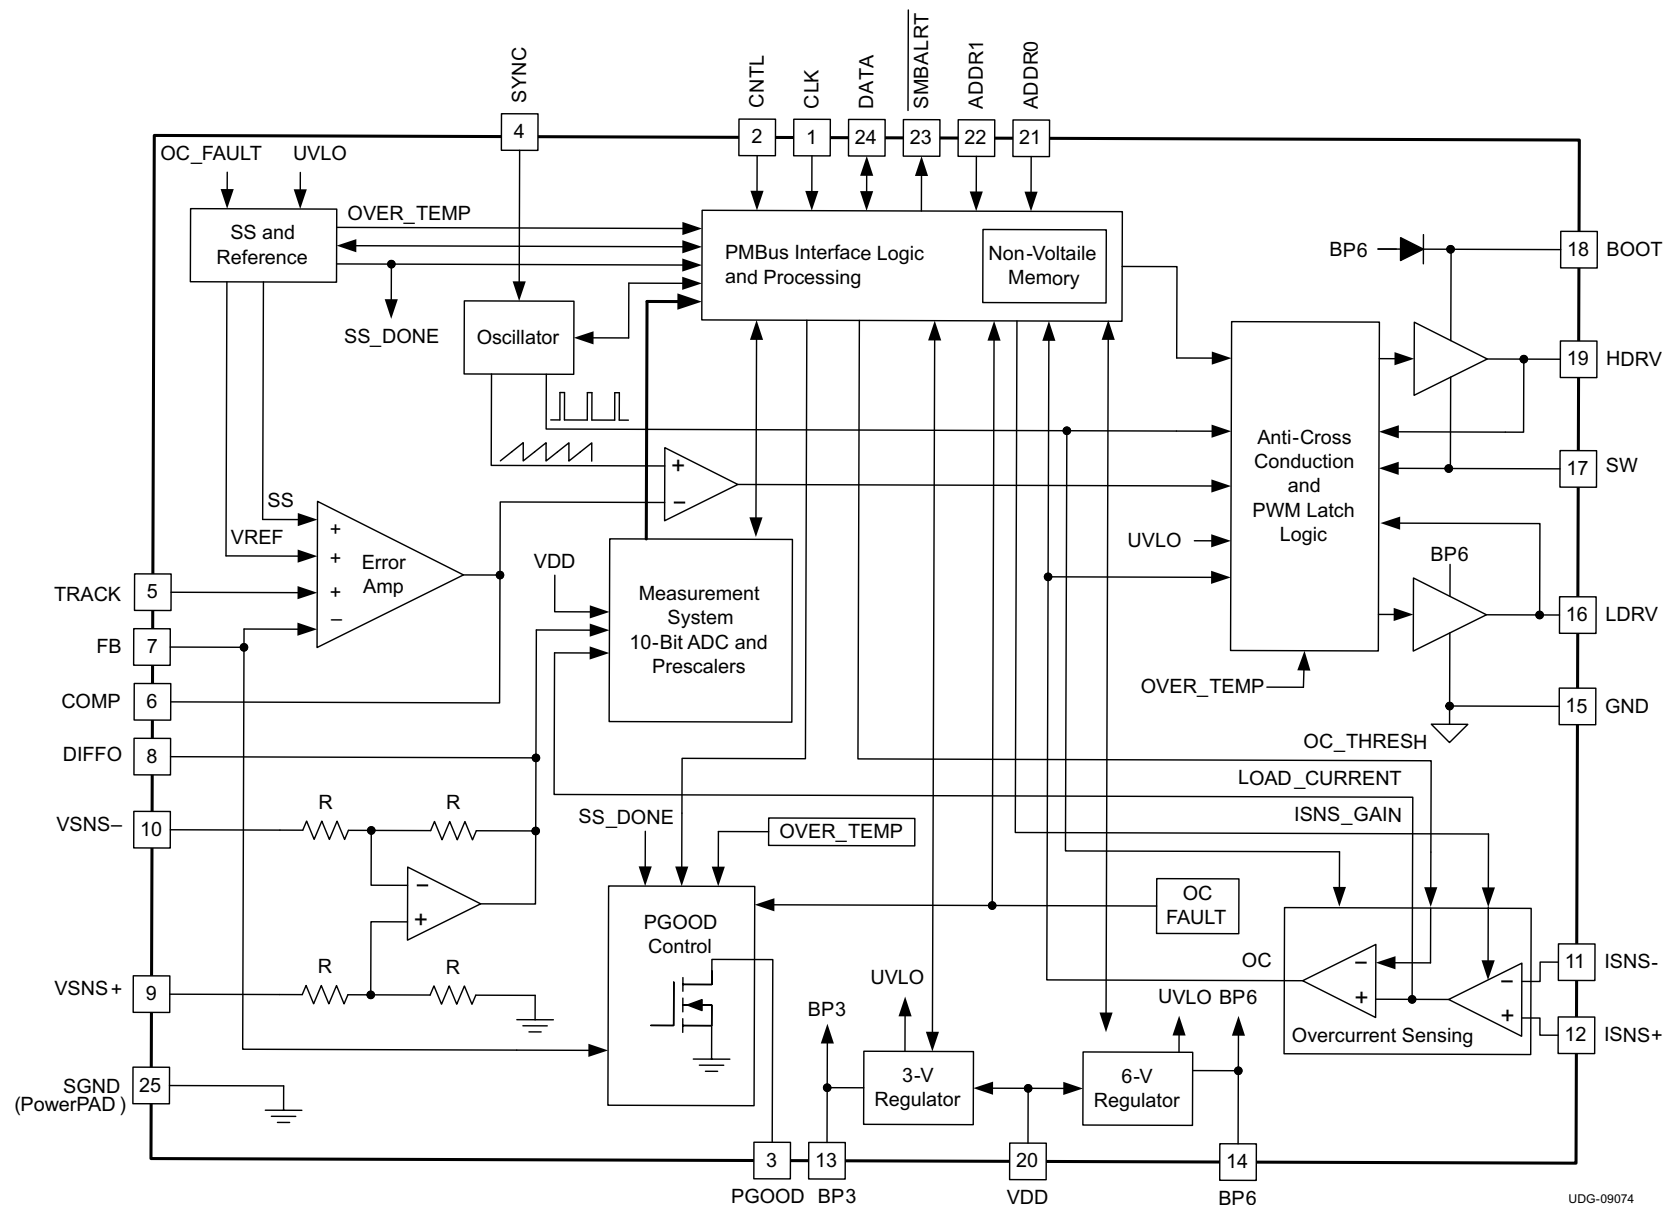 SYNC
CNTL
CLK
DATA
SMBALRT
ADDR1
ADDR0
4
2
1
24
23
22
21
OC_FAULT
UVLO
OVER_TEMP
SS and
Reference
PMBus Interface Logic
and Processing
Non-Voltaile
Memory
BP6
18
BOOT
SS_DONE
Oscillator
19
HDRV
Anti-Cross
Conduction
and
PWM Latch
Logic
17
SW
+
−
SS
VREF
+
+
+
−
Error
Amp
UVLO
BP6
VDD
TRACK
5
Measurement
System
10-Bit ADC and
Prescalers
16
LDRV
FB
7
OVER_TEMP
COMP
6
15
GND
DIFFO
8
OC_THRESH
LOAD_CURRENT
ISNS_GAIN
VSNS–
10
R
R
SS_DONE
OVER_TEMP
−
+
PGOOD
Control
OC
FAULT
OC
−
+
−
+
11
ISNS-
VSNS+
9
R
R
UVLO
BP3
UVLO
BP6
12
ISNS+
Overcurrent Sensing
SGND
(PowerPAD )
25
3-V
Regulator
6-V
Regulator
3
13
20
14
PGOOD
BP3
VDD
BP6
UDG-09074